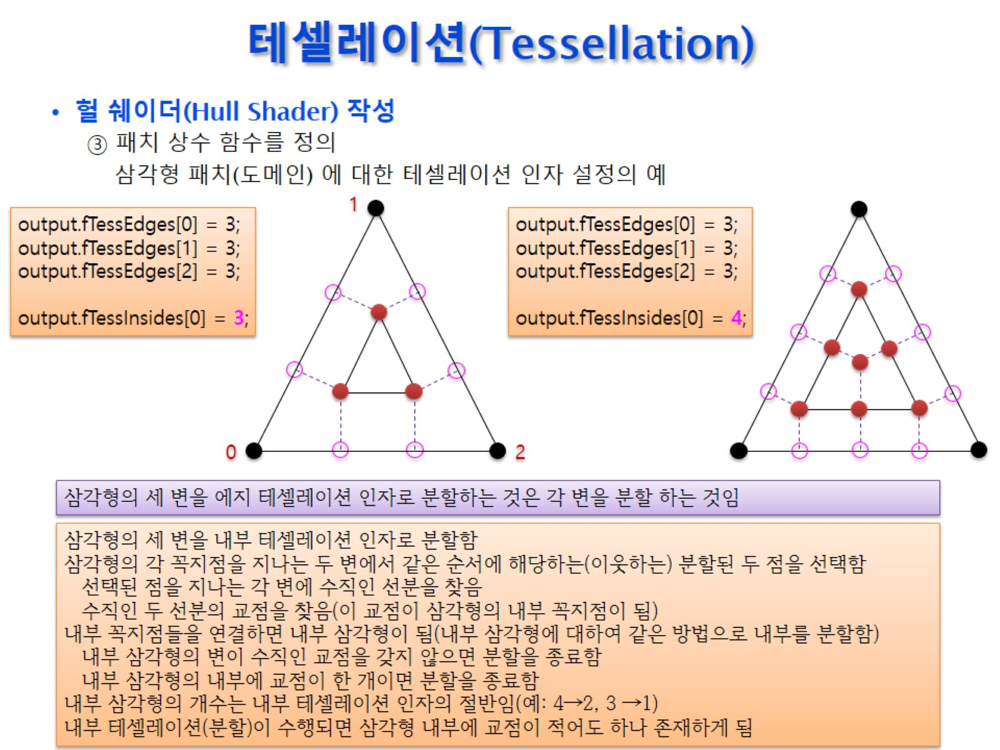 테셀레이션(Tessellation)
• 헐 쉐이더(Hull Shader) 작성
③ 패치 상수 함수를 정의
삼각형 패치(도메인) 에 대한 테셀레이션 인자 설정의 예
output.fTessEdges[0] = 3;
output.fTessEdges[1] = 3;
output.fTessEdges[2] = 3;
output.fTessInsides[0] = 3;
1
0
2
output.fTessEdges[0] = 3;
output.fTessEdges[1] = 3;
output.fTessEdges[2] = 3;
output.fTessInsides[0] = 4;
삼각형의 세 변을 에지 테셀레이션 인자로 분할하는 것은 각 변을 분할 하는 것임
삼각형의 세 변을 내부 테셀레이션 인자로 분할함
삼각형의 각 꼭지점을 지나는 두 변에서 같은 순서에 해당하는(이웃하는) 분할된 두 점을 선택함
선택된 점을 지나는 각 변에 수직인 선분을 찾음
수직인 두 선분의 교점을 찾음(이 교점이 삼각형의 내부 꼭지점이 됨)
내부 꼭지점들을 연결하면 내부 삼각형이 됨(내부 삼각형에 대하여 같은 방법으로 내부를 분할함)
내부 삼각형의 변이 수직인 교점을 갖지 않으면 분할을 종료함
내부 삼각형의 내부에 교점이 한 개이면 분할을 종료함
내부 삼각형의 개수는 내부 테셀레이션 인자의 절반임(예: 4→2, 3 →1)
내부 테셀레이션(분할)이 수행되면 삼각형 내부에 교점이 적어도 하나 존재하게 됨